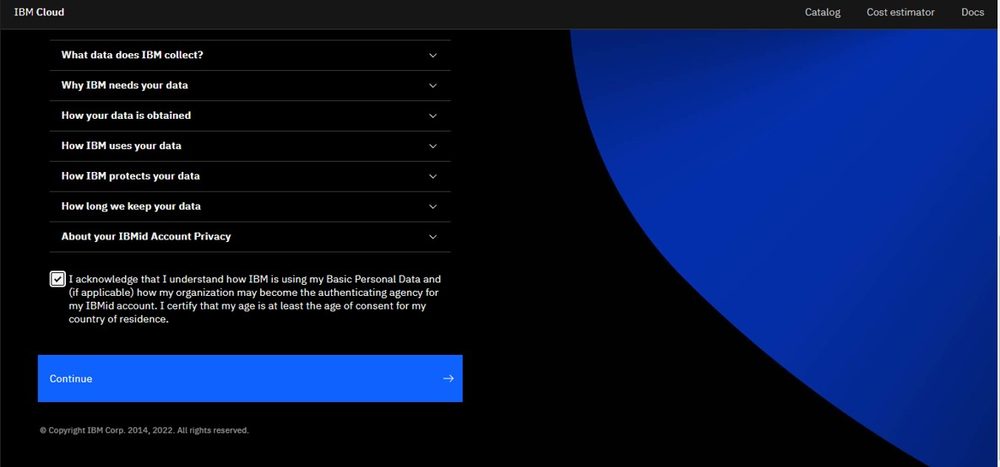 IBM Cloud
Catalog
Cost estimator
Docs
What data does IBM collect?
Why IBM needs your data
How your data is obtained
How IBM uses your data
How IBM protects your data
How long we keep your data
About your IBMid Account Privacy
I acknowledge that I understand how IBM is using my Basic Personal Data and
(if applicable) how my organization may become the authenticating agency for
my IBMid account. I certify that my age is at least the age of consent for my
country of residence.
Continue
© Copyright IBM Corp. 2014, 2022. All rights reserved.